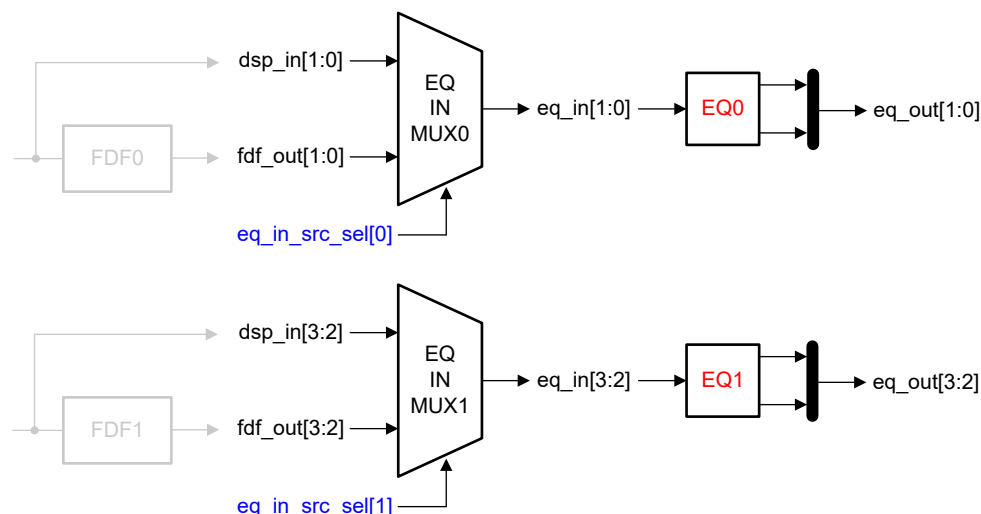 dsp_in[1:0]
EQ
IN
MUX0
eq_in[1:0]
EQ0
eq_out[1:0]
FDF0
fdf_out[1:0]
eq_in_src_sel[0]
dsp_in[3:2]
EQ
IN
MUX1
eq_in[3:2]
EQ1
eq_out[3:2]
FDF1
fdf_out[3:2]
eq_in_src_sel[1]